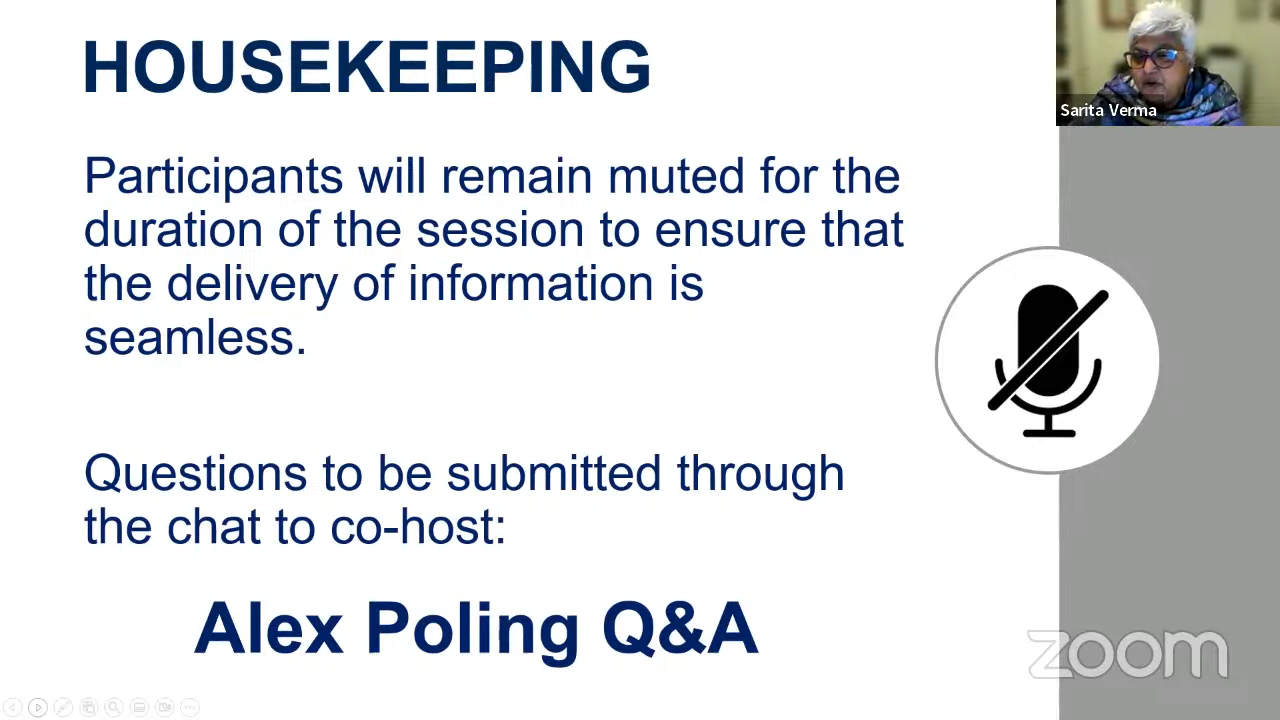 HOUSEKEEPING
Sarita Verma
Participants will remain muted for the
duration of the session to ensure that
the delivery of information is
seamless.
Questions to be submitted through
the chat to co-host:
Alex Poling Q&A
zoom